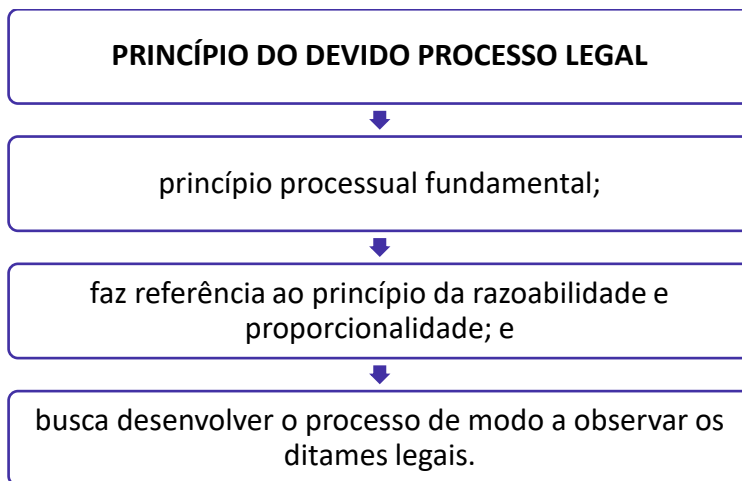 PRINCÍPIO DO DEVIDO PROCESSO LEGAL
princípio processual fundamental;
faz referência ao princípio da razoabilidade e
proporcionalidade; e
busca desenvolver o processo de modo a observar os
ditames legais.